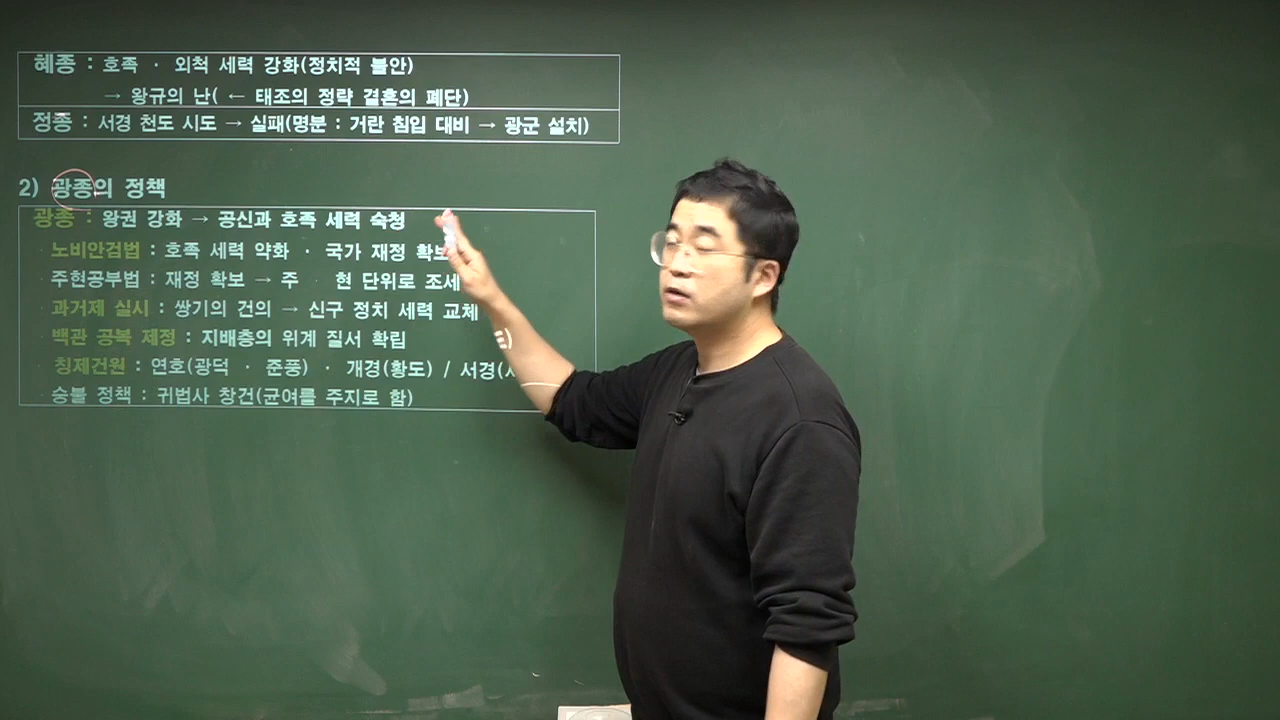 혜종 : 호족 · 외척 세력 강화(정치적 불안)
→ 왕규의 난( ← 태조의 정략 결혼의 폐단)
정종 : 서경 천도 시도 → 실패(명분 : 거란 침입 대비 → 광군 설치)
2) 광종의 정책
광종 : 왕권 강화 → 공신과 호족 세력 숙청
· 노비안검법 : 호족 세력 약화 · 국가 재정 확보
· 주현공부법 : 재정 확보 → 주 · 현 단위로 조세
· 과거제 실시 : 쌍기의 건의 → 신구 정치 세력 교체
· 백관 공복 제정 : 지배층의 위계 질서 확립
· 칭제건원 : 연호(광덕 · 준풍) · 개경(황도) / 서경(
· 숭불 정책 : 귀법사 창건(균여를 주지로 함)